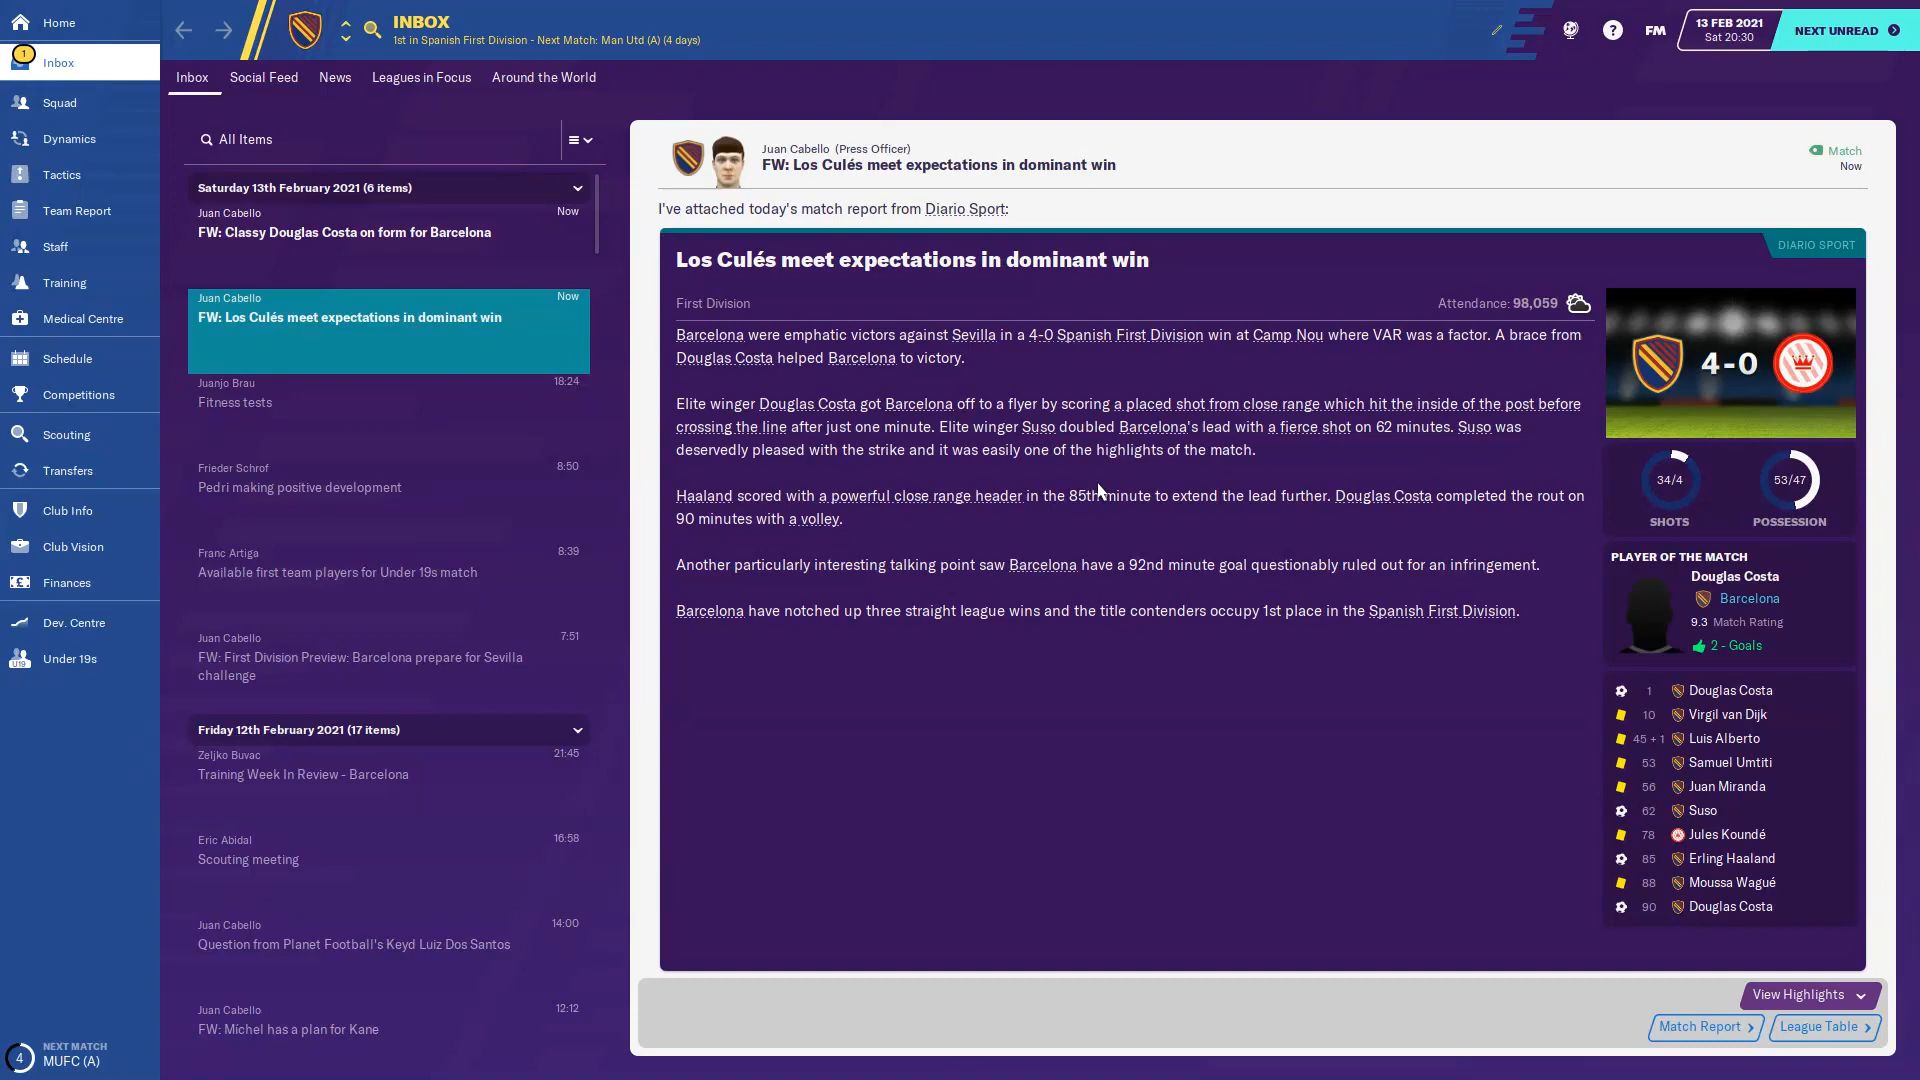 Home
1
Inbox
Squad
Dynamics
Tactics
Team Report
Staff
Training
Medical Centre
Schedule
Competitions
Scouting
Transfers
Club Info
Club Vision
Finances
Dev. Centre
U19
Under 19s
4
NEXT MATCH
MUFC (A)
INBOX
1st in Spanish First Division - Next Match: Man Utd (A) (4 days)
?
FM
13 FEB 2021
Sat 20:30
NEXT UNREAD
Inbox
Social Feed
News
Leagues in Focus
Around the World
All Items
Saturday 13th February 2021 (6 items)
Juan Cabello
Now
FW: Classy Douglas Costa on form for Barcelona
Juan Cabello
Now
FW: Los Culés meet expectations in dominant win
Juanjo Brau
18:24
Fitness tests
Frieder Schrof
8:50
Pedri making positive development
Franc Artiga
8:39
Available first team players for Under 19s match
Juan Cabello
7:51
FW: First Division Preview: Barcelona prepare for Sevilla
challenge
Friday 12th February 2021 (17 items)
Zeljko Buvac
21:45
Training Week In Review - Barcelona
Eric Abidal
16:58
Scouting meeting
Juan Cabello
14:00
Question from Planet Football's Keyd Luiz Dos Santos
Juan Cabello
12:12
FW: Míchel has a plan for Kane
Juan Cabello (Press Officer)
FW: Los Culés meet expectations in dominant win
Match
Now
I've attached today's match report from Diario Sport:
DIARIO SPORT
Los Culés meet expectations in dominant win
First Division
Attendance: 98,059
Barcelona were emphatic victors against Sevilla in a 4-0 Spanish First Division win at Camp Nou where VAR was a factor. A brace from
Douglas Costa helped Barcelona to victory.
Elite winger Douglas Costa got Barcelona off to a flyer by scoring a placed shot from close range which hit the inside of the post before
crossing the line after just one minute. Elite winger Suso doubled Barcelona's lead with a fierce shot on 62 minutes. Suso was
deservedly pleased with the strike and it was easily one of the highlights of the match.
Haaland scored with a powerful close range header in the 85th minute to extend the lead further. Douglas Costa completed the rout on
90 minutes with a volley.
Another particularly interesting talking point saw Barcelona have a 92nd minute goal questionably ruled out for an infringement.
Barcelona have notched up three straight league wins and the title contenders occupy 1st place in the Spanish First Division.
4-0
34/4
53/47
SHOTS
POSSESSION
PLAYER OF THE MATCH
Douglas Costa
Barcelona
9.3 Match Rating
2 - Goals
1 Douglas Costa
10 Virgil van Dijk
45 + 1 Luis Alberto
53 Samuel Umtiti
56 Juan Miranda
62 Suso
78 Jules Koundé
85 Erling Haaland
88 Moussa Wagué
90 Douglas Costa
View Highlights
Match Report
League Table